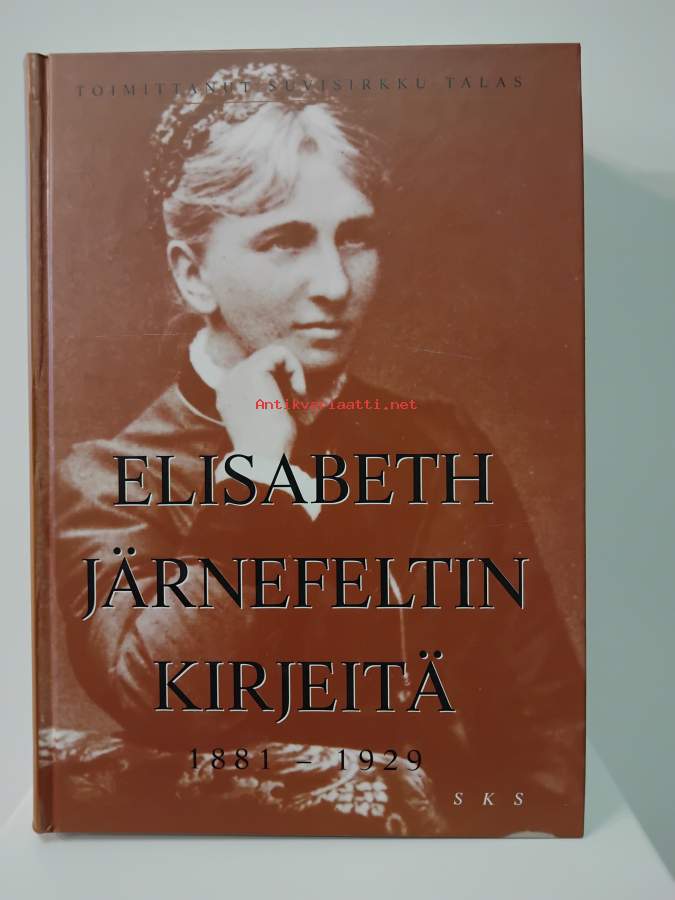 TOIMITTANUT SUVISIRKKU TALAS
Antikvariaatti.net
ELISABETH
JÄRNEFELTIN
KIRJEITÄ
1881 – 1929
SKS